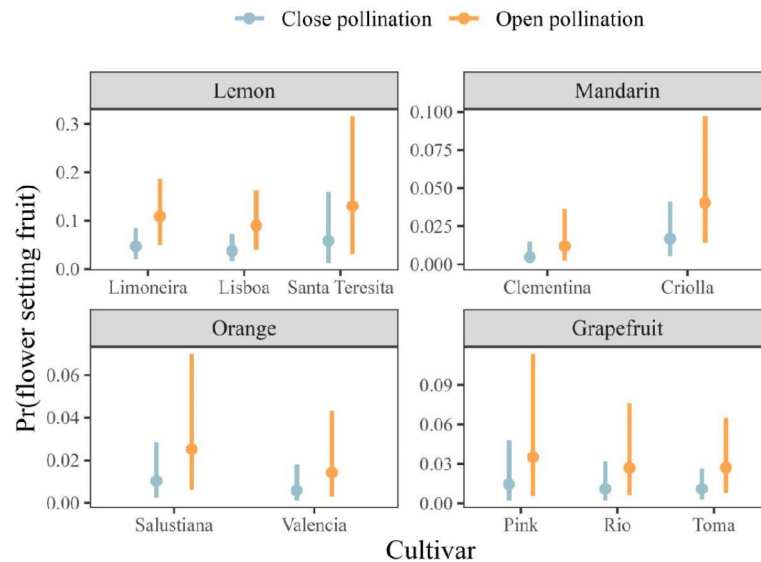 Close pollination Open pollination
Lemon Mandarin
0.3
0.2
0.1
0.0
0.100
0.075
0.050
0.025
0.000
Limoneira Lisboa Santa Teresita
Clementina Criolla
Orange Grapefruit
0.06
0.04
0.02
0.00
0.09
0.06
0.03
0.00
Salustiana Valencia
Pink Rio Toma
Pr(flower setting fruit)
Cultivar